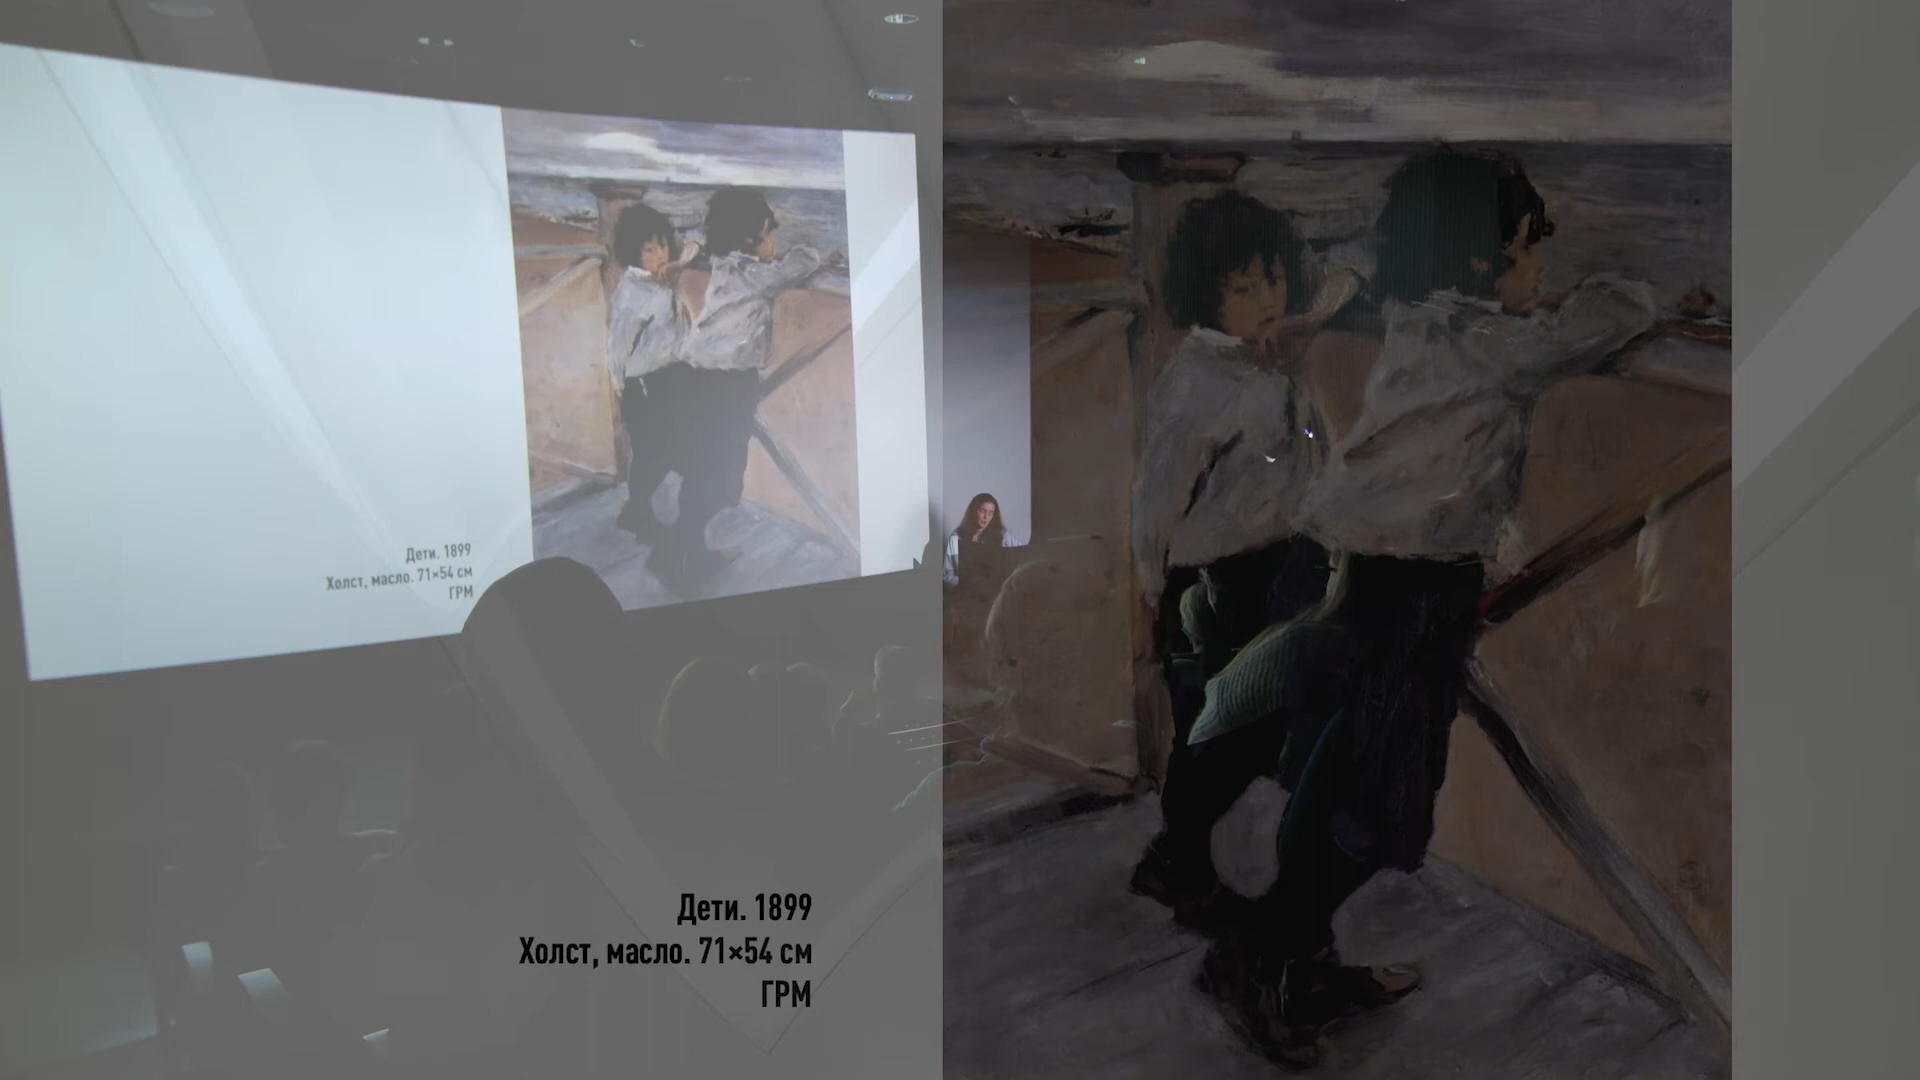 Дети. 1899
Холст, масло. 71×54 см
ГРМ
Дети. 1899
Холст, масло. 71×54 см
ГРМ